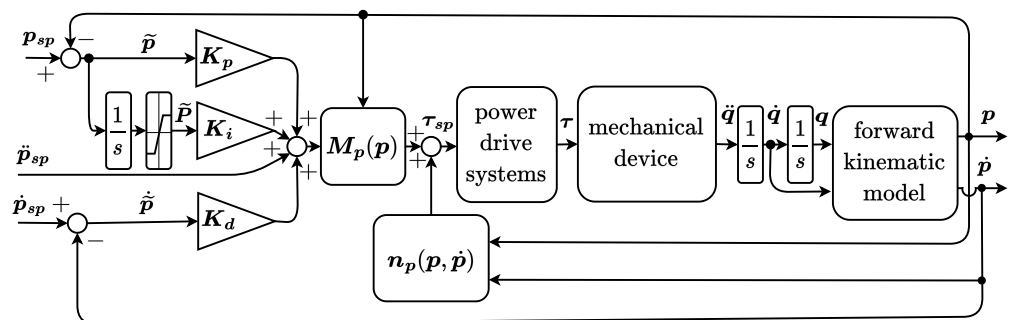 p_sp
+
−
p̃
K_p
1
s
P̃
K_i
+
+
+
+
p̈_sp
ṗ_sp
+
−
p̃̇
K_d
M_p(p)
τ_sp
+
+
n_p(p, ṗ)
power
drive
systems
τ
mechanical
device
q̈
1
s
q̇
1
s
q
forward
kinematic
model
p
ṗ